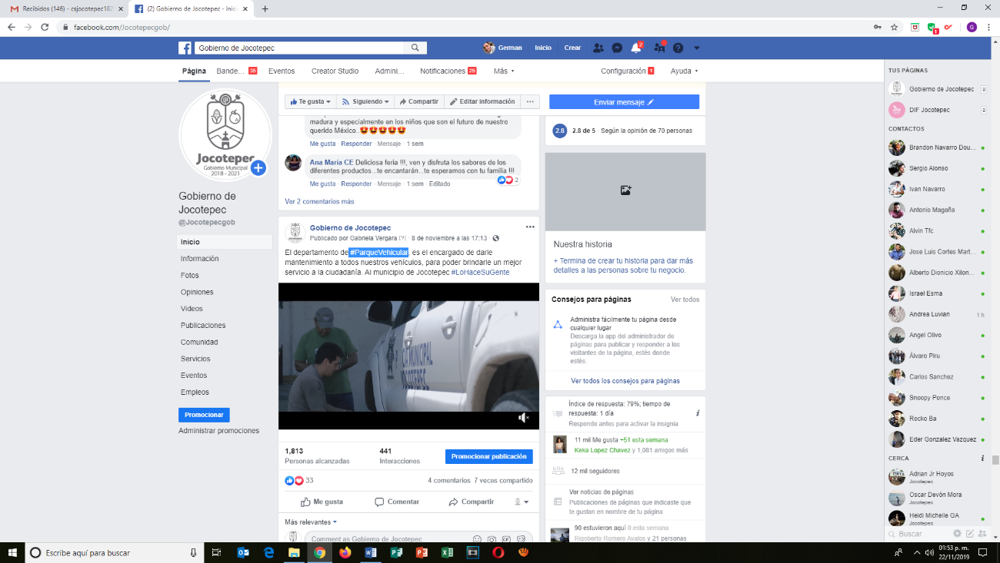 Recibidos (146) - csjocotepec182
(2) Gobierno de Jocotepec - Inici
facebook.com/Jocotepecgob/
Gobierno de Jocotepec
German
Inicio
Crear
2
Página
Bande... 35
Eventos
Creator Studio
Admini...
Notificaciones 25
Más
Configuración 1
Ayuda
Jocotepec
Gobierno Municipal
2018 - 2021
Gobierno de
Jocotepec
@Jocotepecgob
Inicio
Información
Fotos
Opiniones
Videos
Publicaciones
Comunidad
Servicios
Eventos
Empleos
Promocionar
Administrar promociones
Te gusta
Siguiendo
Compartir
Editar información
madura y especialmente en los niños que son el futuro de nuestro
querido México..😍😍😍😍😍
Me gusta · Responder · Mensaje · 1 sem
Ana María CE Deliciosa feria !!!, ven y disfruta los sabores de los
diferentes productos...te encantarán...te esperamos con tu familia !!!
2
Me gusta · Responder · Mensaje · 1 sem · Editado
Ver 2 comentarios más
Gobierno de Jocotepec
Publicado por Gabriela Vergara [?] · 8 de noviembre a las 17:13
El departamento de #ParqueVehicular, es el encargado de darle
mantenimiento a todos nuestros vehículos, para poder brindarle un mejor
servicio a la ciudadanía. Al municipio de Jocotepec #LoHaceSuGente
MUNICIPAL
JOCOTEPEC
1,813
Personas alcanzadas
441
Interacciones
Promocionar publicación
33
4 comentarios 7 veces compartido
Me gusta
Comentar
Compartir
Más relevantes
Comment as Gobierno de Jocotepec
Enviar mensaje
2.8
2.8 de 5 · Según la opinión de 70 personas
Nuestra historia
+ Termina de crear tu historia para dar más
detalles a las personas sobre tu negocio.
Consejos para páginas
Ver todos
Administra fácilmente tu página desde
cualquier lugar
Descarga la app del administrador de
páginas para publicar y responder a los
visitantes de la página, estés donde
estés.
Ver todos los consejos para páginas
Índice de respuesta: 79%; tiempo de
respuesta: 1 día
Responde antes para activar la insignia
11 mil Me gusta +51 esta semana
Keka Lopez Chavez y 1,081 amigos más
12 mil seguidores
Ver noticias de páginas
Publicaciones de páginas que indicaste que
te gustan en nombre de tu página
90 estuvieron aquí 0 esta semana
Rigoberto Romero Avalos y 21 personas
TUS PÁGINAS
Gobierno de Jocotepec 9
DIF Jocotepec 9
CONTACTOS
Brandon Navarro Dou...
Sergio Alonso
Ivan Navarro
Antonio Magaña
Alvin Tfc
Jose Luis Cortes Mart...
Alberto Dionicio Xilon...
Israel Esma
Andrea Luvian 1 h
Angel Olivo
Álvaro Piru
Carlos Sanchez
Snoopy Ponce
Rocko Ba
Eder Gonzalez Vazquez
CERCA
Adrian Jr Hoyos
Jocotepec
Oscar Devón Mora
Jocotepec
Heidi Michelle GA
Jocotepec
Buscar
Escribe aquí para buscar
01:53 p. m.
22/11/2019